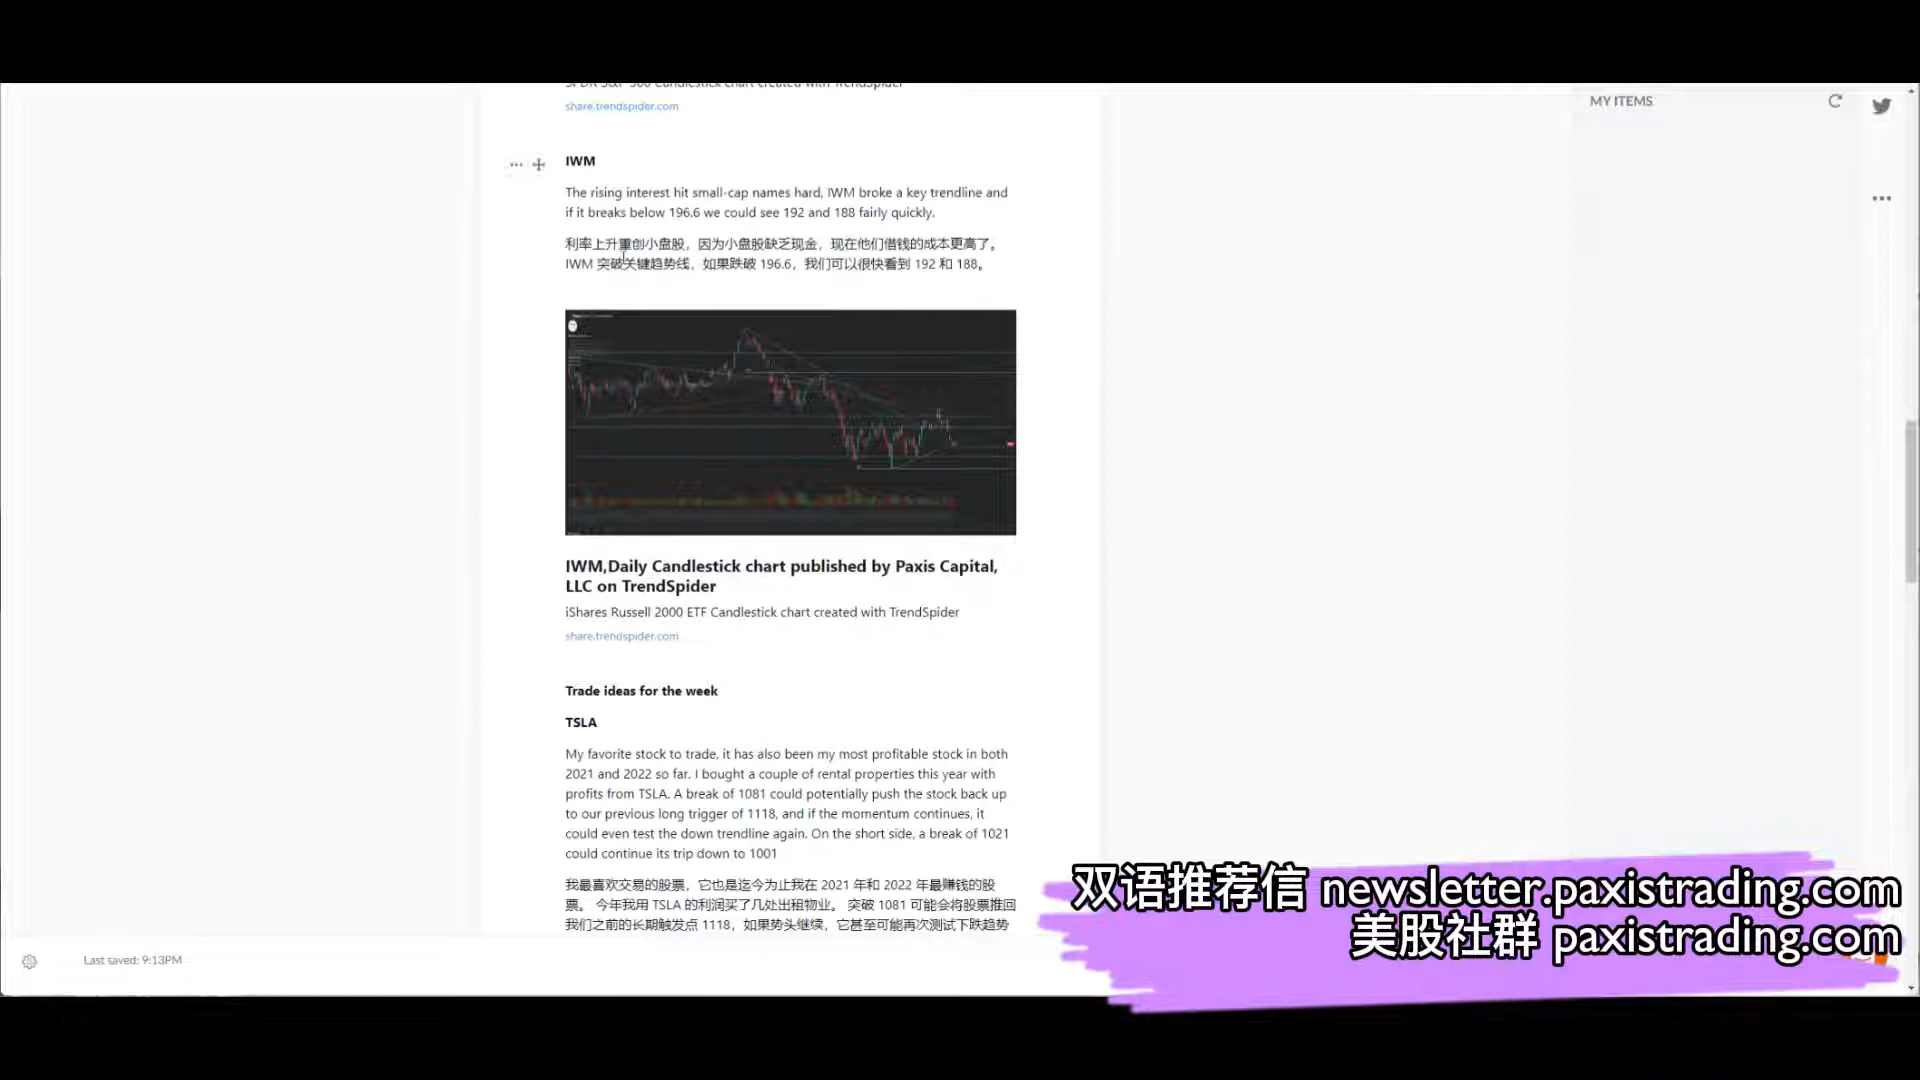 SPDR S&P 500 Candlestick chart created with TrendSpider
share.trendspider.com
MY ITEMS
IWM
The rising interest hit small-cap names hard, IWM broke a key trendline and
if it breaks below 196.6 we could see 192 and 188 fairly quickly.
利率上升重创小盘股，因为小盘股缺乏现金，现在他们借钱的成本更高了。
IWM 突破关键趋势线，如果跌破 196.6，我们可以很快看到 192 和 188。
IWM,Daily Candlestick chart published by Paxis Capital,
LLC on TrendSpider
iShares Russell 2000 ETF Candlestick chart created with TrendSpider
share.trendspider.com
Trade ideas for the week
TSLA
My favorite stock to trade, it has also been my most profitable stock in both
2021 and 2022 so far. I bought a couple of rental properties this year with
profits from TSLA. A break of 1081 could potentially push the stock back up
to our previous long trigger of 1118, and if the momentum continues, it
could even test the down trendline again. On the short side, a break of 1021
could continue its trip down to 1001
我最喜欢交易的股票，它也是迄今为止我在 2021 年和 2022 年最赚钱的股
票。 今年我用 TSLA 的利润买了几处出租物业。 突破 1081 可能会将股票推回
我们之前的长期触发点 1118，如果势头继续，它甚至可能再次测试下跌趋势
双语推荐信 newsletter.paxistrading.com
美股社群 paxistrading.com
Last saved: 9:13PM